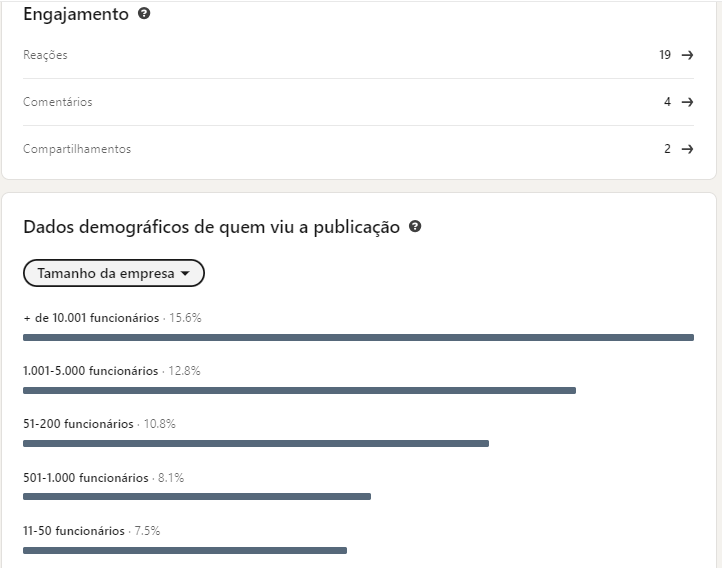 Engajamento
Reações 19
Comentários 4
Compartilhamentos 2
Dados demográficos de quem viu a publicação
Tamanho da empresa
+ de 10.001 funcionários · 15.6%
1.001-5.000 funcionários · 12.8%
51-200 funcionários · 10.8%
501-1.000 funcionários · 8.1%
11-50 funcionários · 7.5%